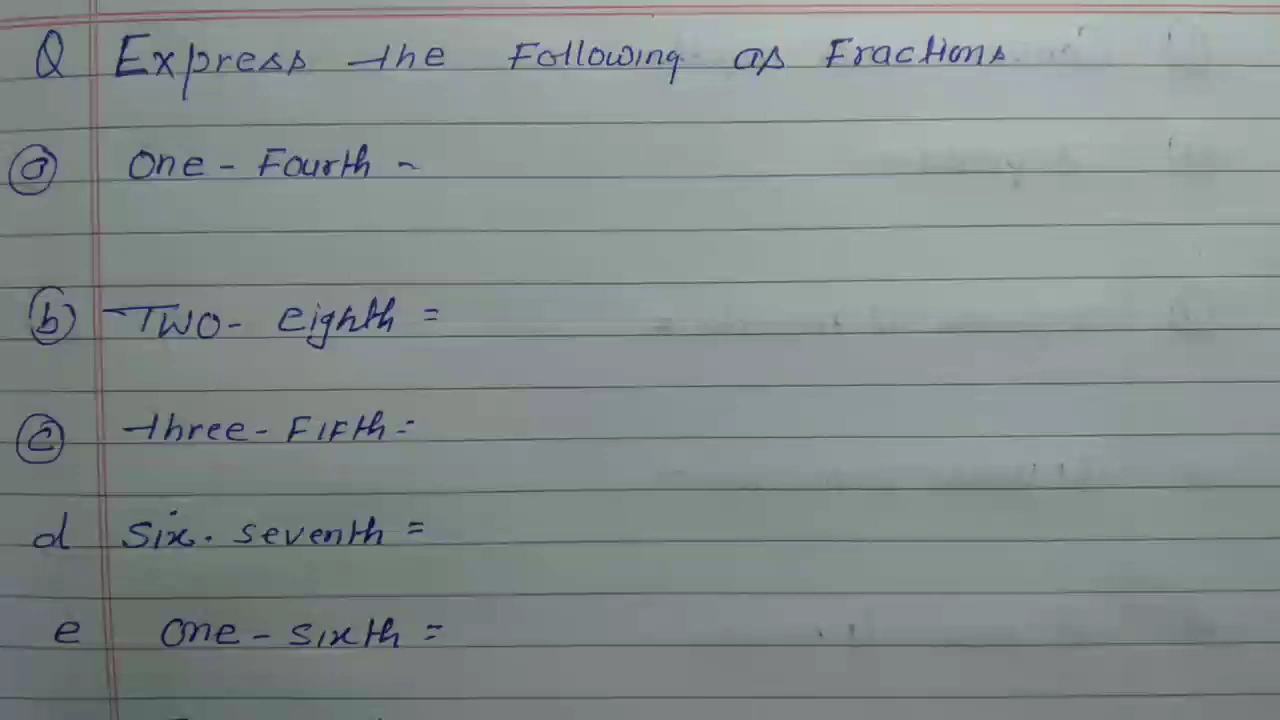 Q Express the Following as Fractions
a One - Fourth -
b Two - eighth =
c three - Fifth =
d six. seventh =
e one - sixth =